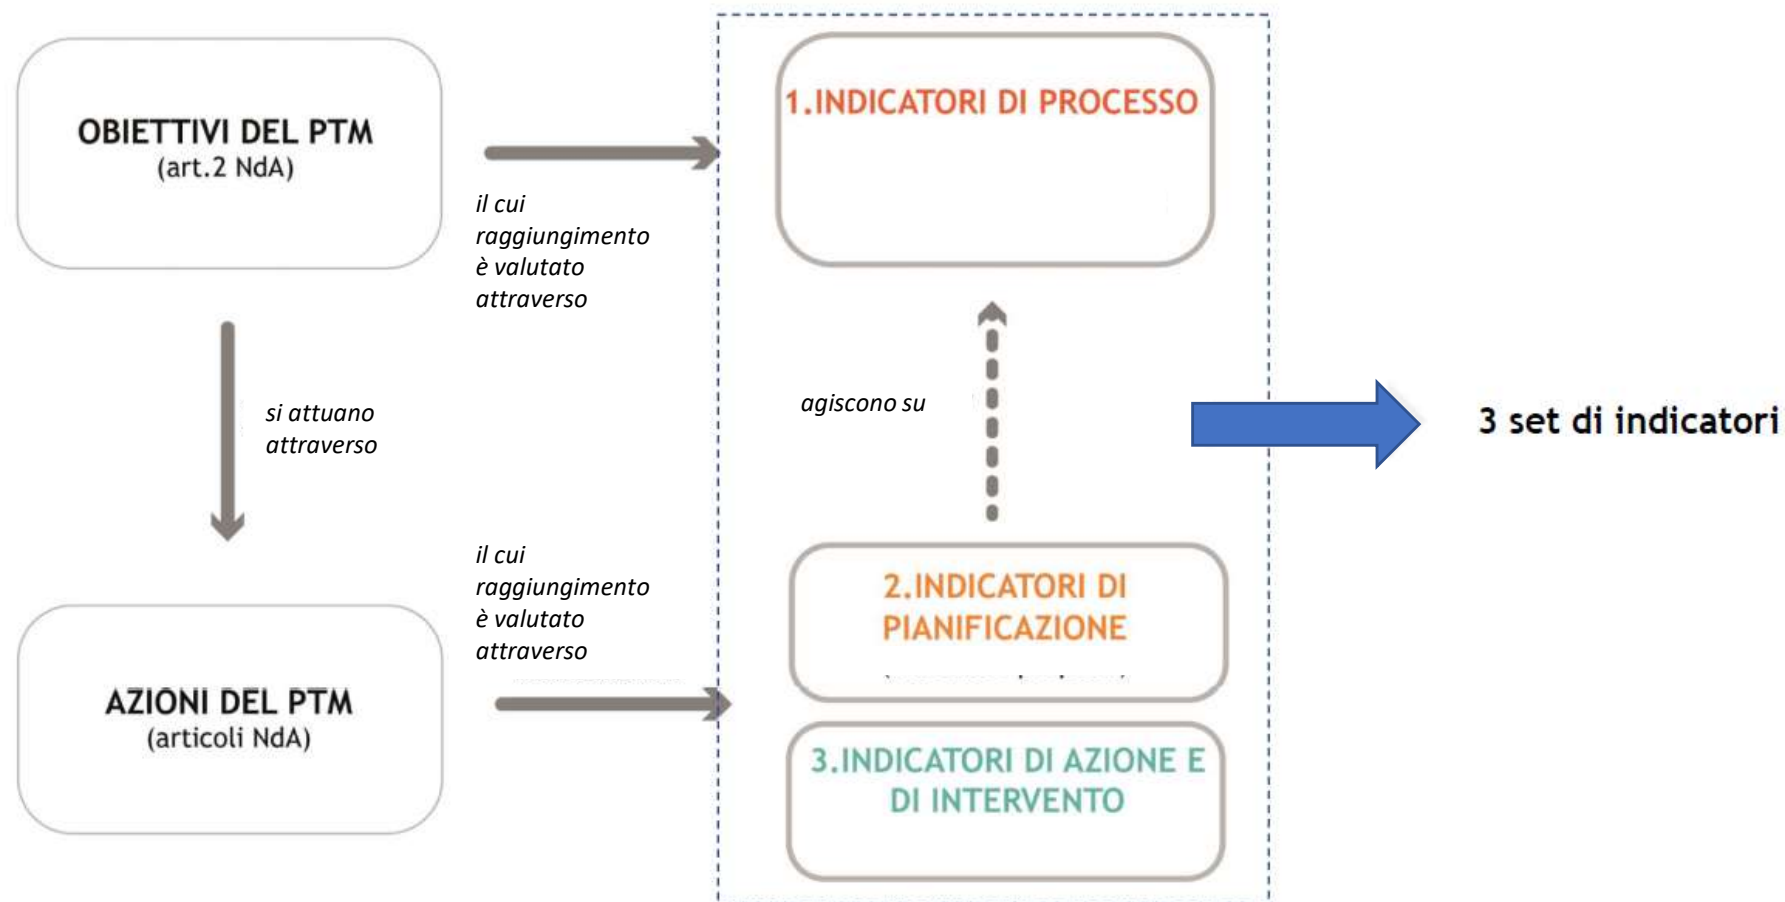 OBIETTIVI DEL PTM
(art.2 NdA)
il cui
raggiungimento
è valutato
attraverso
1.INDICATORI DI PROCESSO
si attuano
attraverso
agiscono su
3 set di indicatori
il cui
raggiungimento
è valutato
attraverso
AZIONI DEL PTM
(articoli NdA)
2.INDICATORI DI
PIANIFICAZIONE
3.INDICATORI DI AZIONE E
DI INTERVENTO